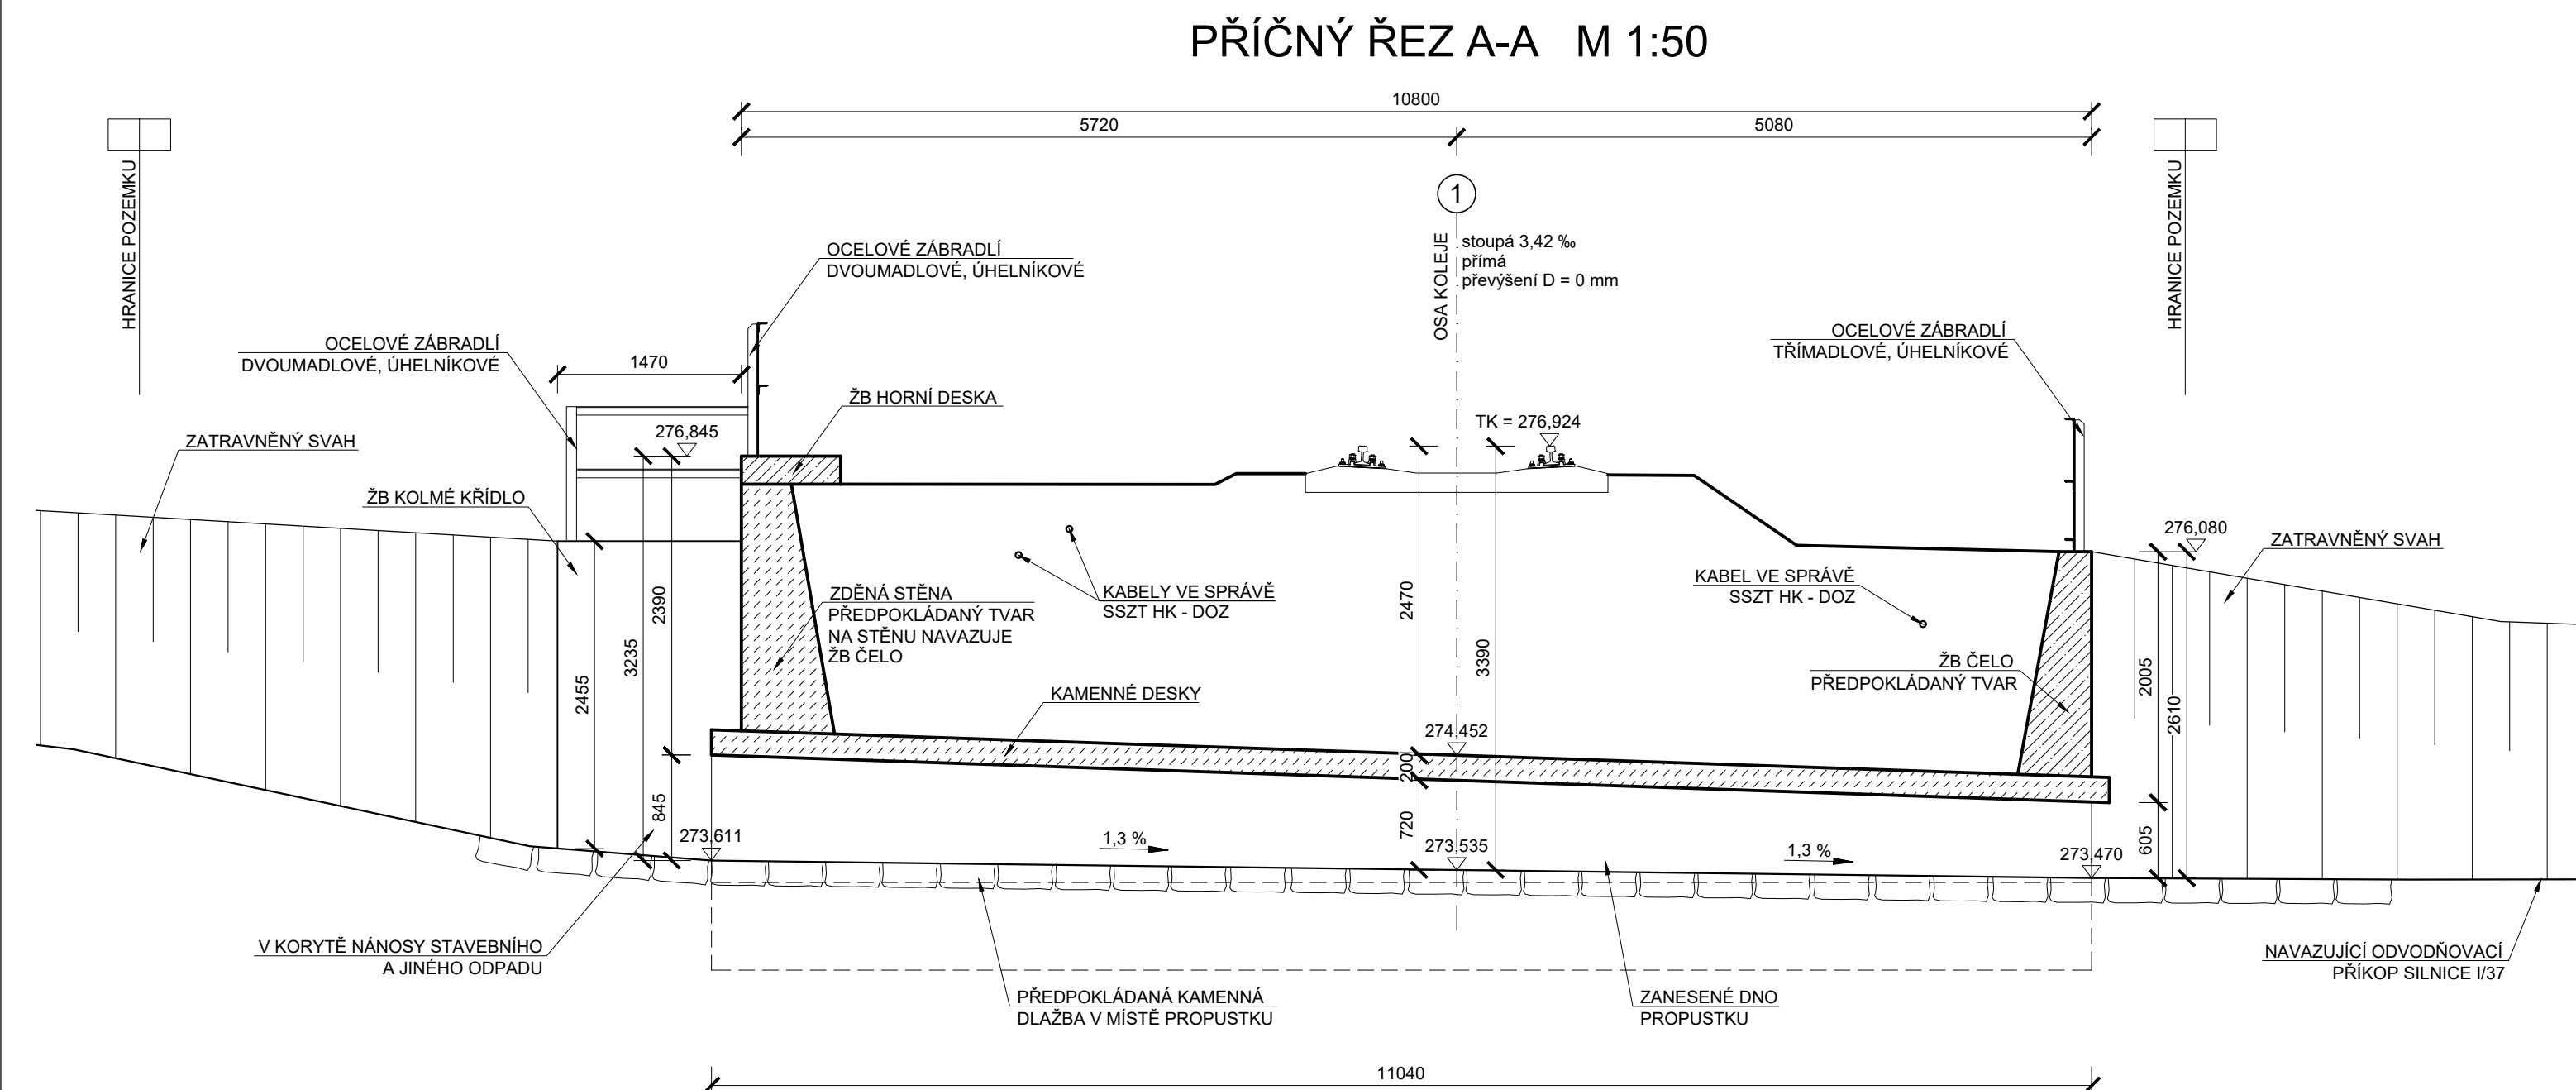 PŘÍČNÝ ŘEZ A-A M 1:50
10800
5720
5080
HRANICE POZEMKU
HRANICE POZEMKU
1
OSA KOLEJE
stoupá 3,42 ‰
přímá
převýšení D = 0 mm
OCELOVÉ ZÁBRADLÍ
DVOUMADLOVÉ, ÚHELNÍKOVÉ
OCELOVÉ ZÁBRADLÍ
DVOUMADLOVÉ, ÚHELNÍKOVÉ
1470
OCELOVÉ ZÁBRADLÍ
TŘÍMADLOVÉ, ÚHELNÍKOVÉ
ŽB HORNÍ DESKA
TK = 276,924
276,845
ZATRAVNĚNÝ SVAH
ŽB KOLMÉ KŘÍDLO
276,080
ZATRAVNĚNÝ SVAH
ZDĚNÁ STĚNA
PŘEDPOKLÁDANÝ TVAR
NA STĚNU NAVAZUJE
ŽB ČELO
KABELY VE SPRÁVĚ
SSZT HK - DOZ
KABEL VE SPRÁVĚ
SSZT HK - DOZ
2390
3235
2455
845
2470
3390
200
720
ŽB ČELO
PŘEDPOKLÁDANÝ TVAR
2005
2610
605
KAMENNÉ DESKY
274,452
273,611
1,3 %
273,535
1,3 %
273,470
V KORYTĚ NÁNOSY STAVEBNÍHO
A JINÉHO ODPADU
NAVAZUJÍCÍ ODVODŇOVACÍ
PŘÍKOP SILNICE I/37
PŘEDPOKLÁDANÁ KAMENNÁ
DLAŽBA V MÍSTĚ PROPUSTKU
ZANESENÉ DNO
PROPUSTKU
11040